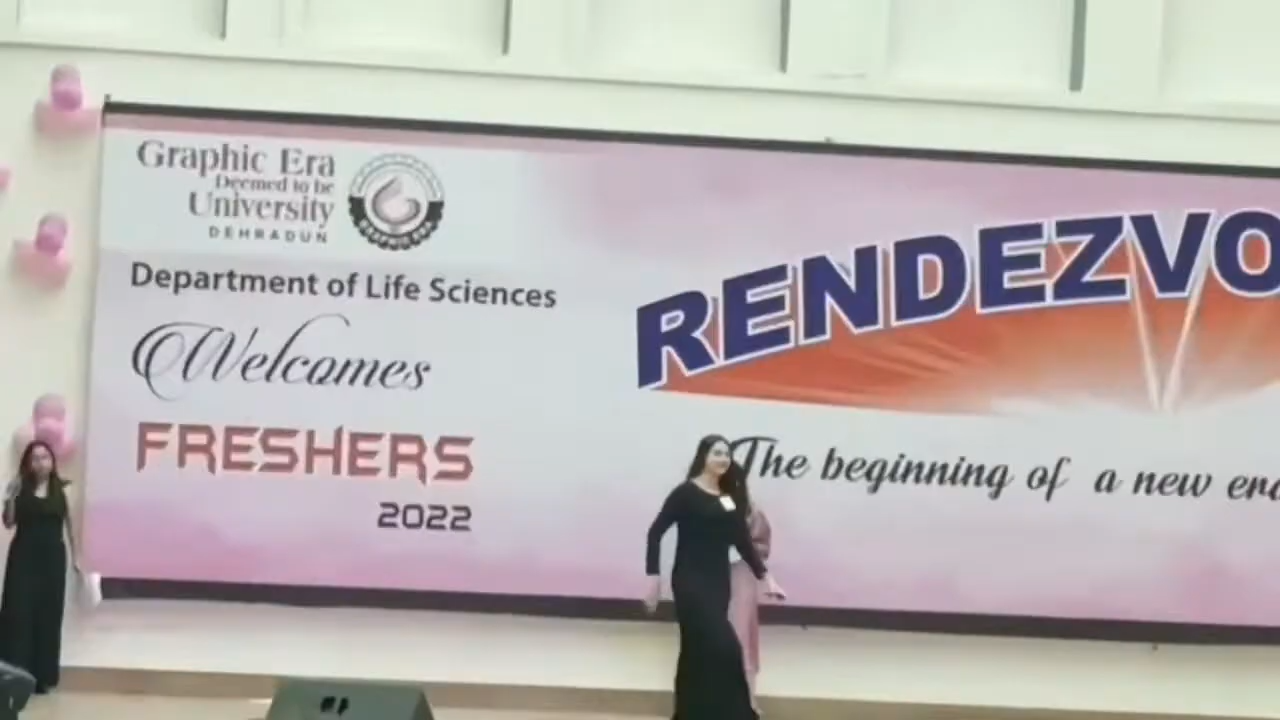 Graphic Era
Deemed to be
University
DEHRADUN
Department of Life Sciences
Welcomes
FRESHERS
2022
RENDEZVO
The beginning of a new era